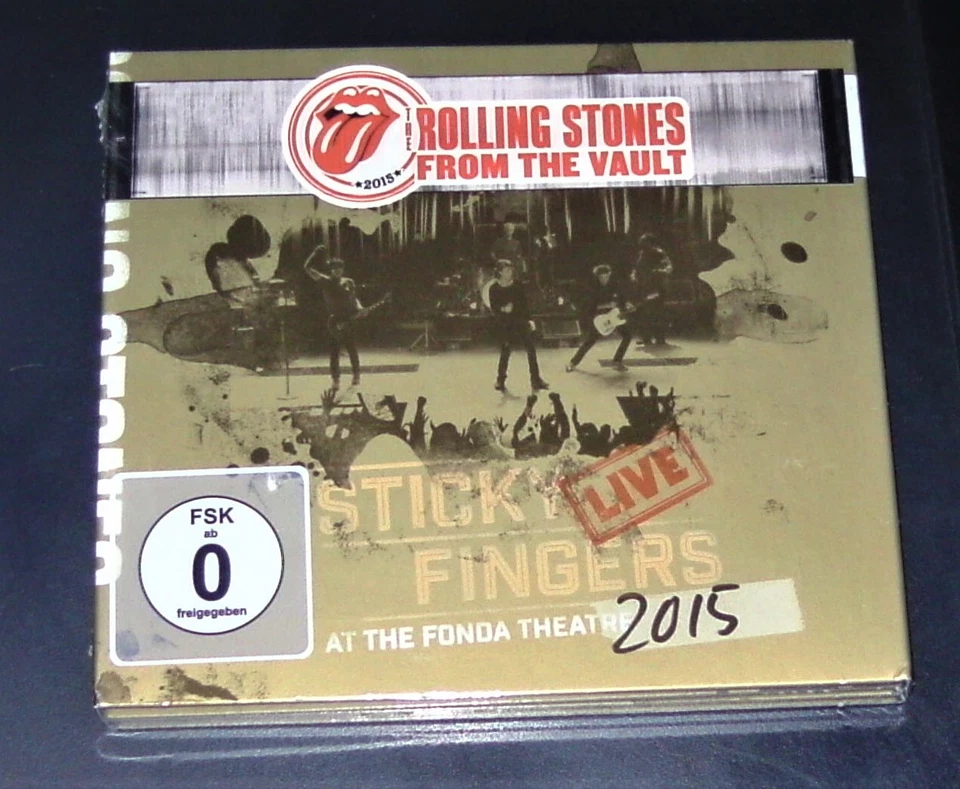 THE
ROLLING STONES
FROM THE VAULT
★2015★
STICKY
LIVE
FINGERS
AT THE FONDA THEATRE
2015
FSK
ab
0
freigegeben